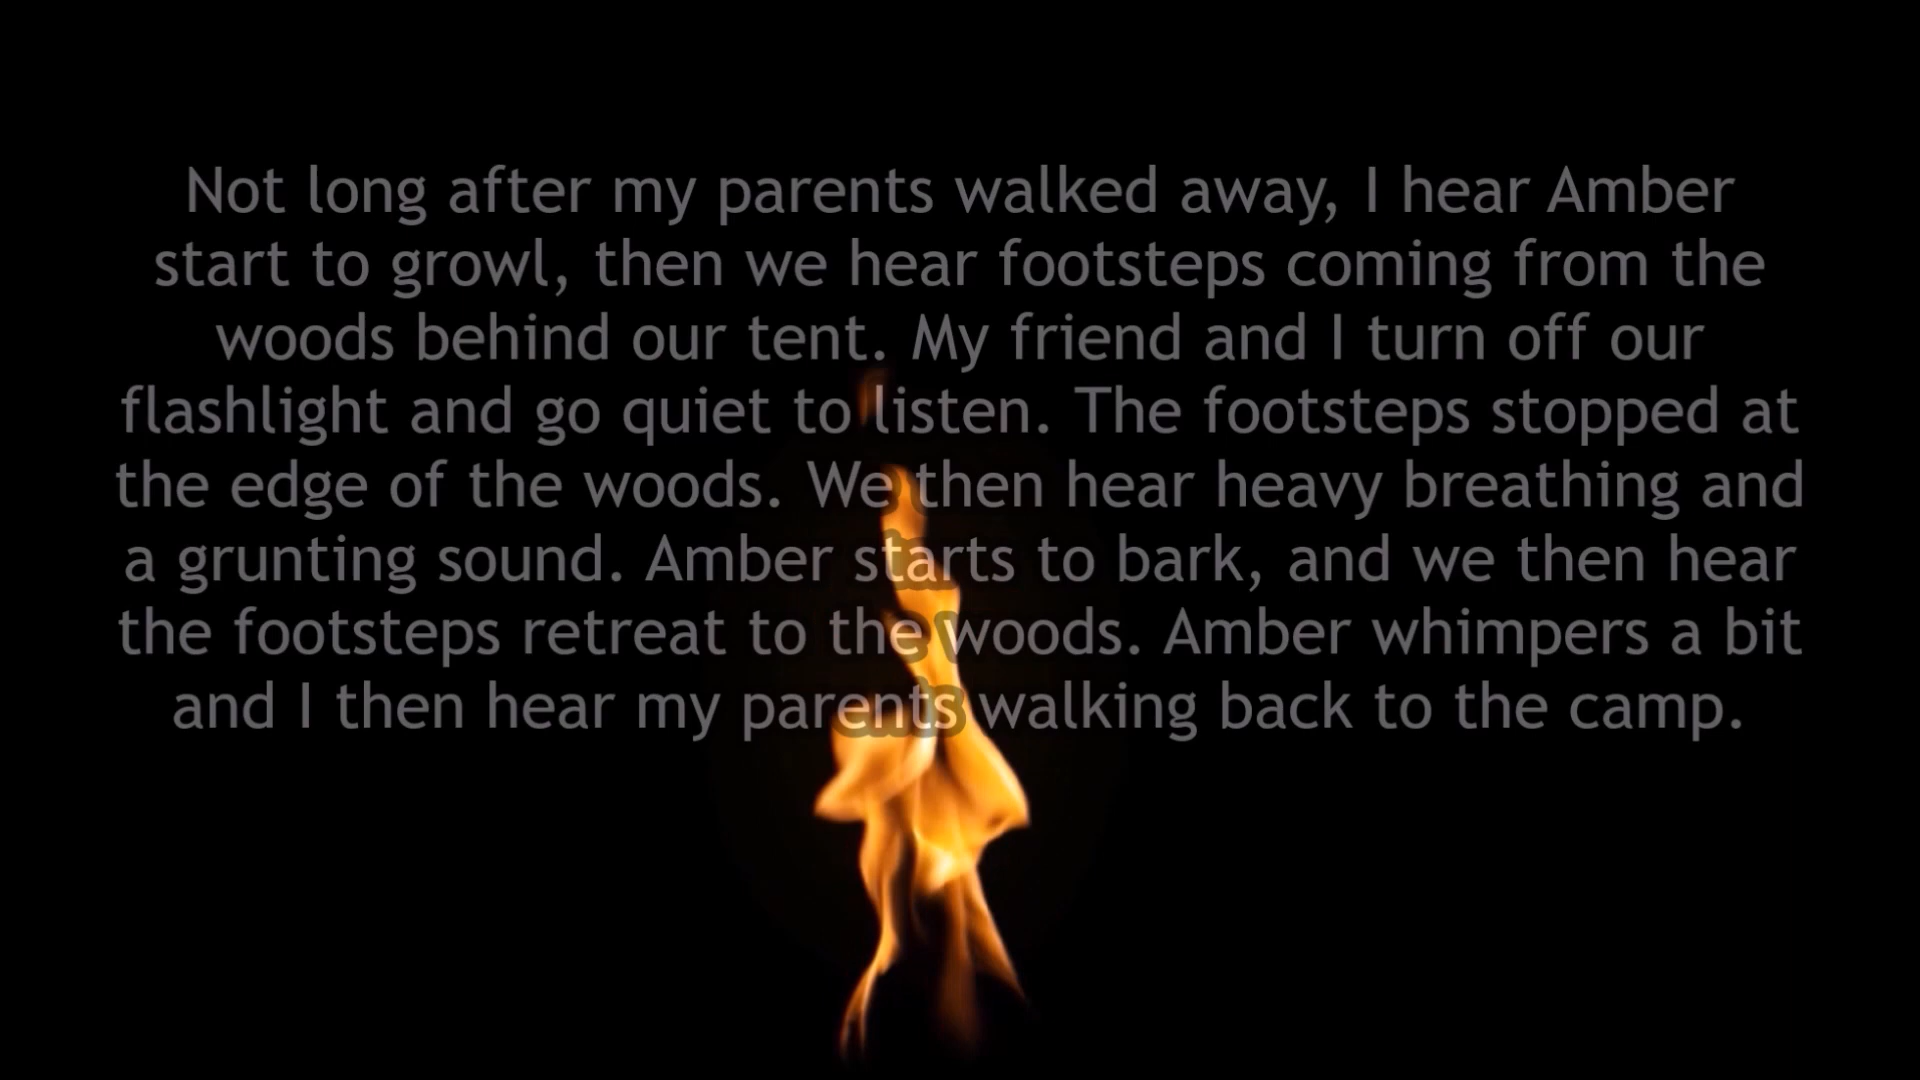 Not long after my parents walked away, I hear Amber
start to growl, then we hear footsteps coming from the
woods behind our tent. My friend and I turn off our
flashlight and go quiet to listen. The footsteps stopped at
the edge of the woods. We then hear heavy breathing and
a grunting sound. Amber starts to bark, and we then hear
the footsteps retreat to the woods. Amber whimpers a bit
and I then hear my parents walking back to the camp.